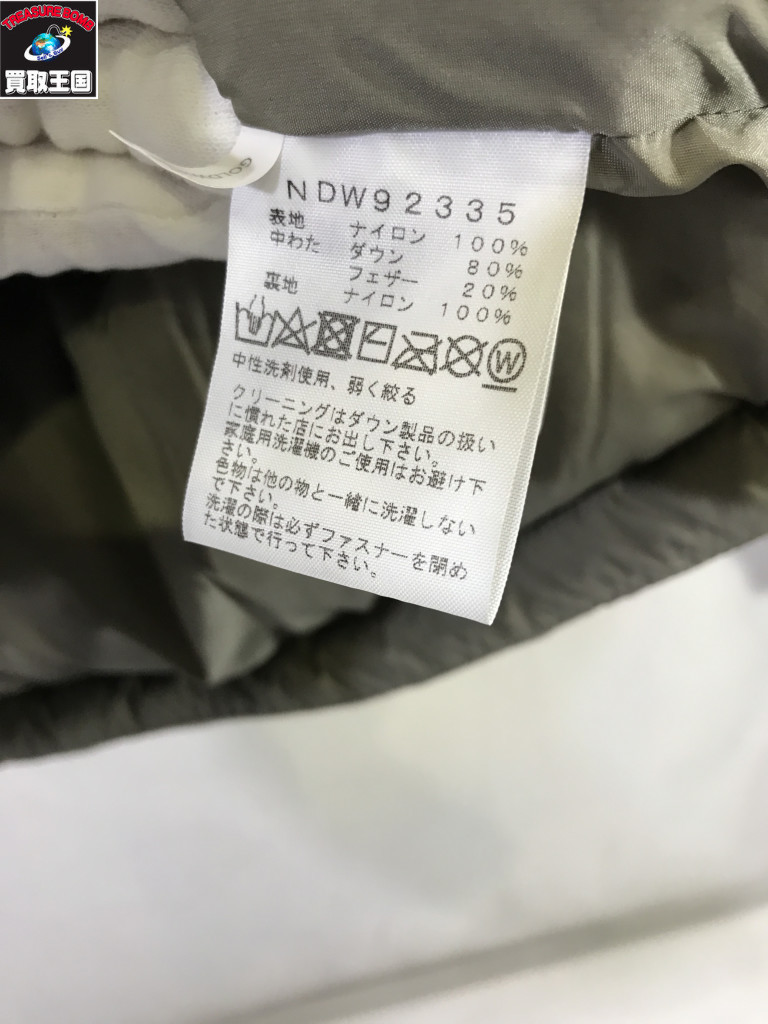 TREASURE BOMB
買取王国
GOLDW
NDW92335
表地 ナイロン 100%
中わた ダウン 80%
フェザー 20%
裏地 ナイロン 100%
W
中性洗剤使用、弱く絞る
クリーニングはダウン製品の扱い
に慣れた店にお出し下さい。
家庭用洗濯機のご使用はお避け下
さい。
色物は他の物と一緒に洗濯しない
で下さい。
洗濯の際は必ずファスナーを閉め
た状態で行って下さい。